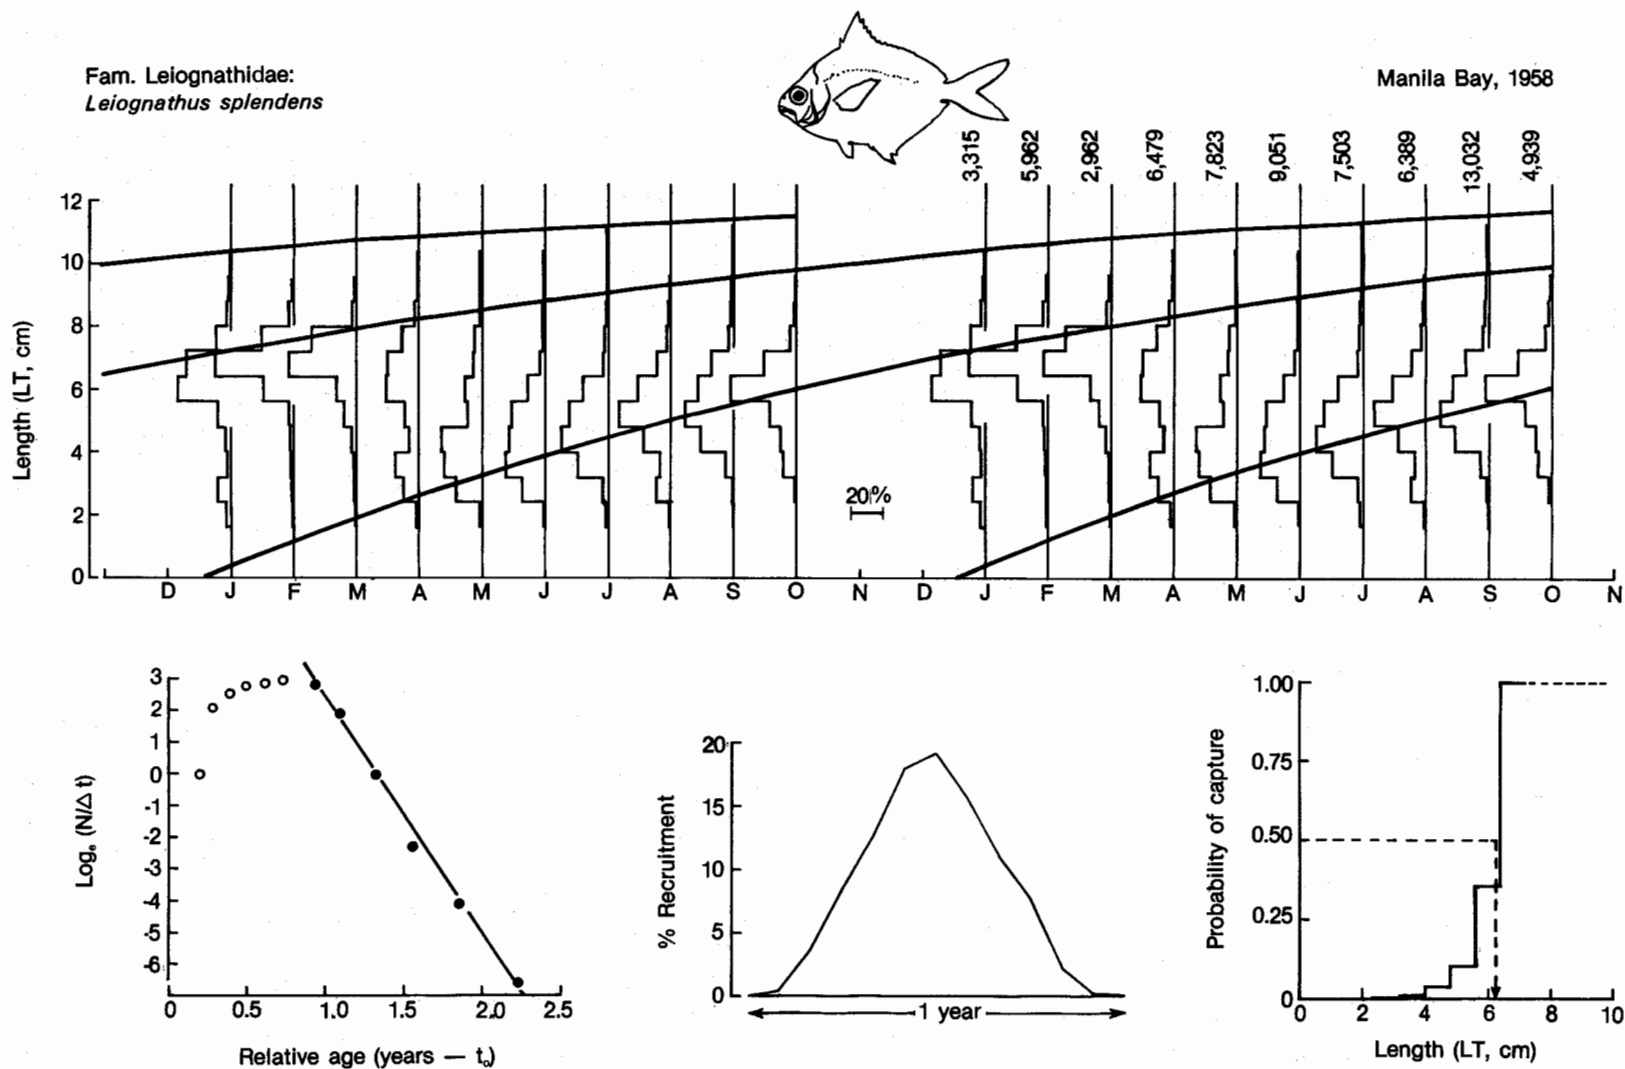 Fam. Leiognathidae:
Leiognathus splendens
Manila Bay, 1958
3,315 5,962 2,962 6,479 7,823 9,051 7,503 6,389 13,032 4,939
Length (LT, cm)
12
10
8
6
4
2
0
20%
D J F M A M J J A S O N D J F M A M J J A S O N
Loge (N/Δ t)
3
2
1
0
-1
-2
-3
-4
-5
-6
0 0.5 1.0 1.5 2.0 2.5
Relative age (years — to)
% Recruitment
20
15
10
5
0
1 year
Probability of capture
1.00
0.75
0.50
0.25
0
0 2 4 6 8 10
Length (LT, cm)